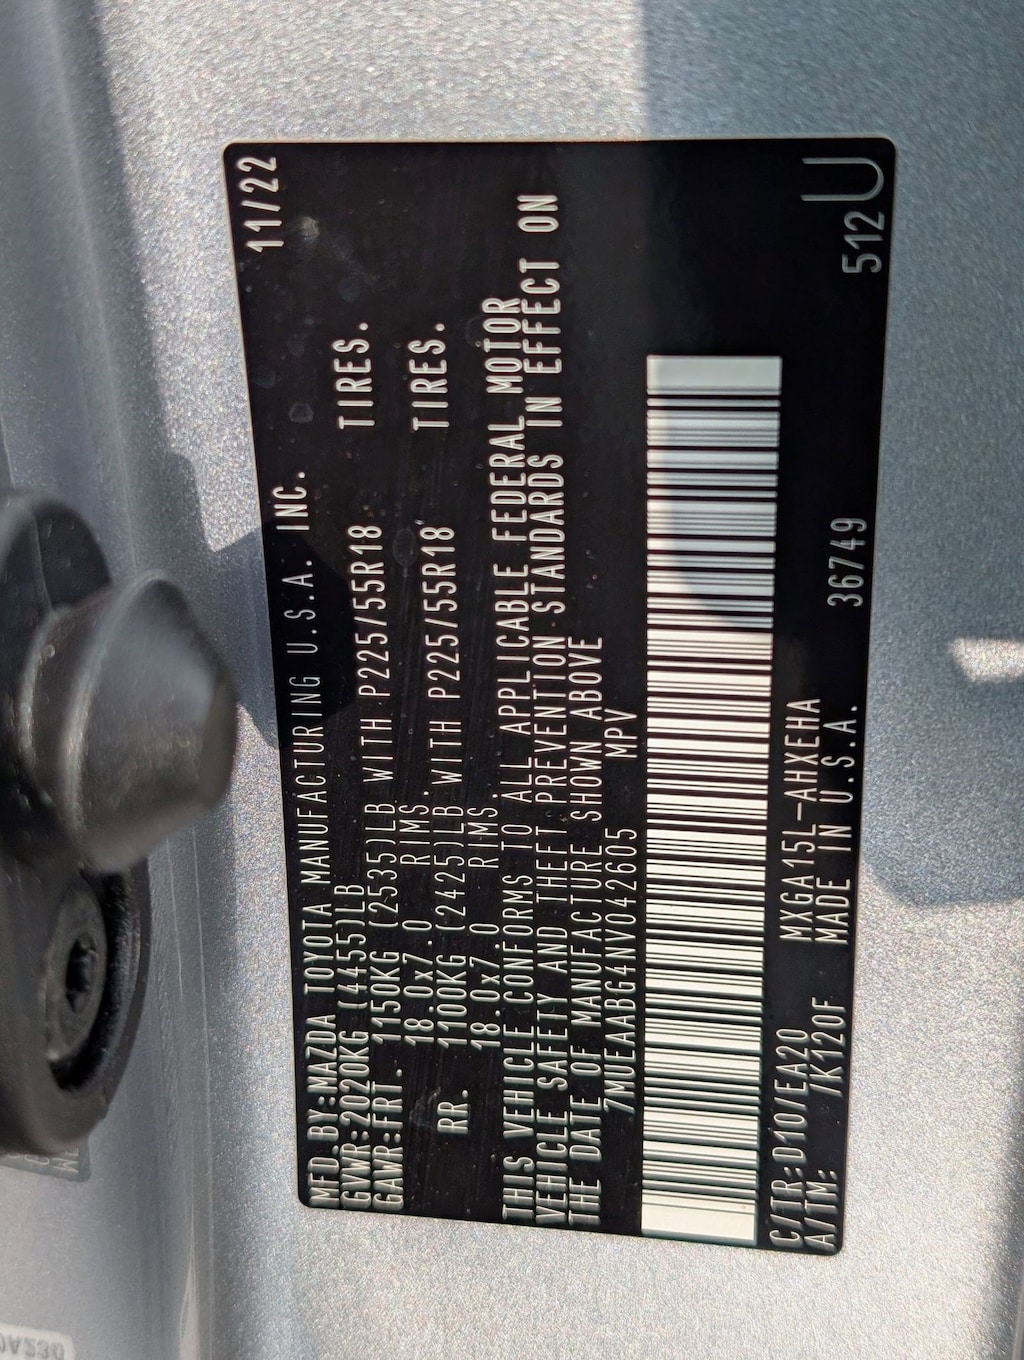 MFD.BY:MAZDA TOYOTA MANUFACTURING U.S.A. INC. 11/22
GVWR:2020KG (4455)LB
GAWR:FRT. 1150KG (2535)LB WITH P225/55R18 TIRES.
18.0x7.0 RIMS.
RR. 1100KG (2425)LB WITH P225/55R18 TIRES.
18.0x7.0 RIMS
THIS VEHICLE CONFORMS TO ALL APPLICABLE FEDERAL MOTOR
VEHICLE SAFETY AND THEFT PREVENTION STANDARDS IN EFFECT ON
THE DATE OF MANUFACTURE SHOWN ABOVE
7MUEAABG4NV042605 MPV
C/TR:D107EA20 MXGA15L-AHXEHA
A/TM: 7K120F MADE IN U.S.A. 36749 512U